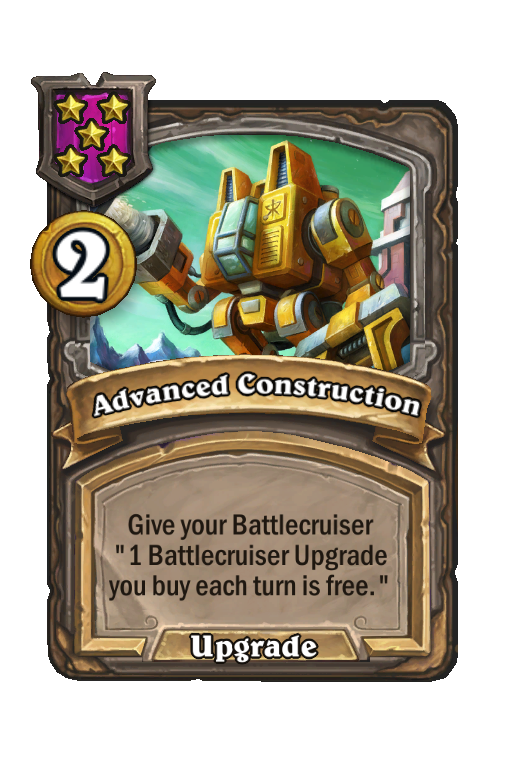 2
Advanced Construction
Give your Battlecruiser
"1 Battlecruiser Upgrade
you buy each turn is free."
Upgrade